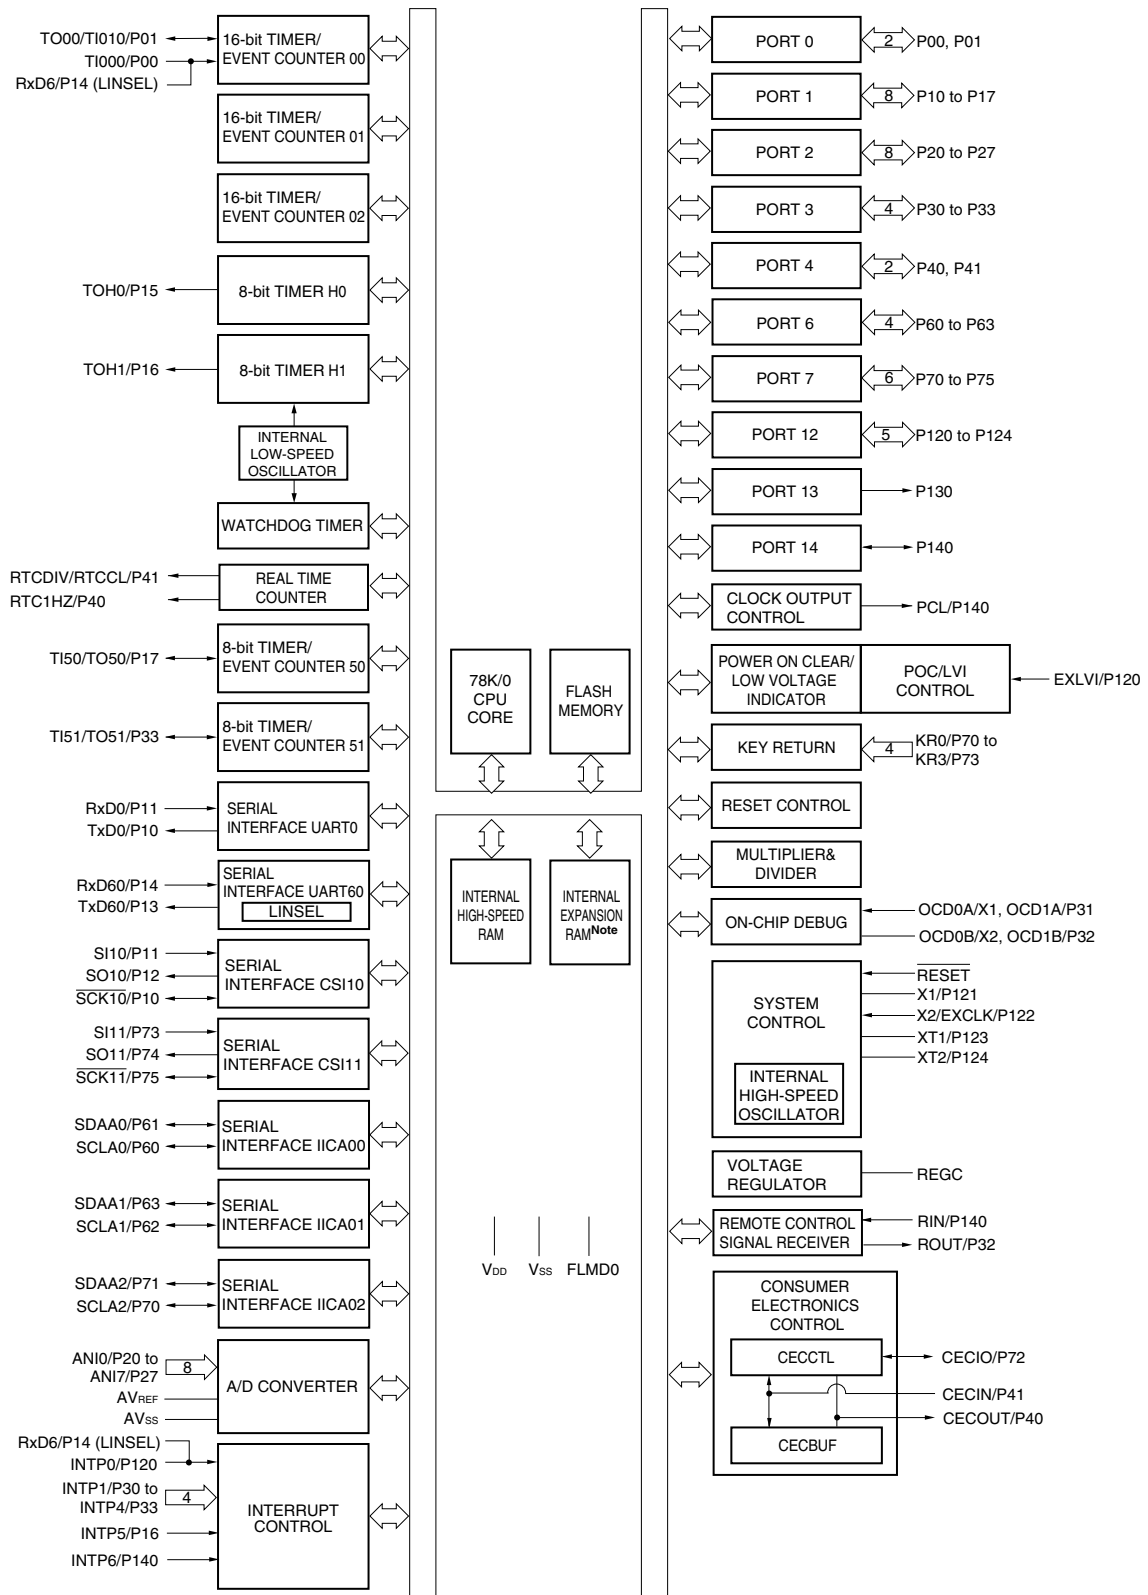 TO00/TI010/P01
TI000/P00
RxD6/P14 (LINSEL)
16-bit TIMER/
EVENT COUNTER 00
16-bit TIMER/
EVENT COUNTER 01
16-bit TIMER/
EVENT COUNTER 02
TOH0/P15
8-bit TIMER H0
TOH1/P16
8-bit TIMER H1
INTERNAL
LOW-SPEED
OSCILLATOR
WATCHDOG TIMER
RTCDIV/RTCCL/P41
RTC1HZ/P40
REAL TIME
COUNTER
TI50/TO50/P17
8-bit TIMER/
EVENT COUNTER 50
TI51/TO51/P33
8-bit TIMER/
EVENT COUNTER 51
RxD0/P11
TxD0/P10
SERIAL
INTERFACE UART0
RxD60/P14
TxD60/P13
SERIAL
INTERFACE UART60
LINSEL
SI10/P11
SO10/P12
SCK10/P10
SERIAL
INTERFACE CSI10
SI11/P73
SO11/P74
SCK11/P75
SERIAL
INTERFACE CSI11
SDAA0/P61
SCLA0/P60
SERIAL
INTERFACE IICA00
SDAA1/P63
SCLA1/P62
SERIAL
INTERFACE IICA01
SDAA2/P71
SCLA2/P70
SERIAL
INTERFACE IICA02
ANI0/P20 to
ANI7/P27
8
AVREF
AVSS
A/D CONVERTER
RxD6/P14 (LINSEL)
INTP0/P120
INTP1/P30 to
INTP4/P33
4
INTP5/P16
INTP6/P140
INTERRUPT
CONTROL
78K/0
CPU
CORE
FLASH
MEMORY
INTERNAL
HIGH-SPEED
RAM
INTERNAL
EXPANSION
RAMNote
VDD
VSS
FLMD0
PORT 0
2
P00, P01
PORT 1
8
P10 to P17
PORT 2
8
P20 to P27
PORT 3
4
P30 to P33
PORT 4
2
P40, P41
PORT 6
4
P60 to P63
PORT 7
6
P70 to P75
PORT 12
5
P120 to P124
PORT 13
P130
PORT 14
P140
CLOCK OUTPUT
CONTROL
PCL/P140
POWER ON CLEAR/
LOW VOLTAGE
INDICATOR
POC/LVI
CONTROL
EXLVI/P120
KEY RETURN
4
KR0/P70 to
KR3/P73
RESET CONTROL
MULTIPLIER&
DIVIDER
ON-CHIP DEBUG
OCD0A/X1, OCD1A/P31
OCD0B/X2, OCD1B/P32
SYSTEM
CONTROL
RESET
X1/P121
X2/EXCLK/P122
XT1/P123
XT2/P124
INTERNAL
HIGH-SPEED
OSCILLATOR
VOLTAGE
REGULATOR
REGC
REMOTE CONTROL
SIGNAL RECEIVER
RIN/P140
ROUT/P32
CONSUMER
ELECTRONICS
CONTROL
CECCTL
CECIO/P72
CECIN/P41
CECOUT/P40
CECBUF